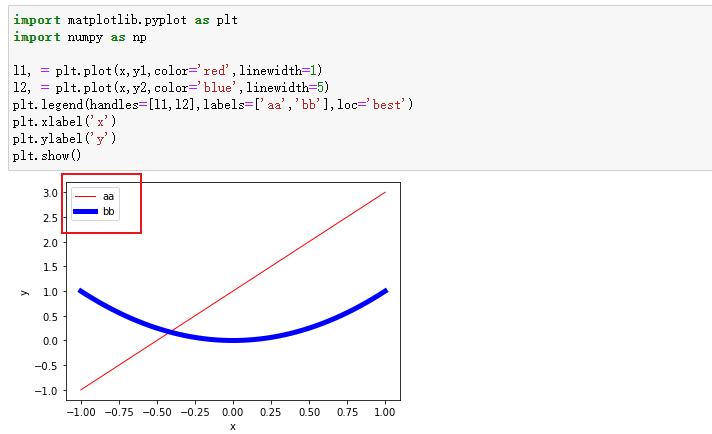 import matplotlib.pyplot as plt
import numpy as np
l1, = plt.plot(x,y1,color='red',linewidth=1)
l2, = plt.plot(x,y2,color='blue',linewidth=5)
plt.legend(handles=[l1,l2],labels=['aa','bb'],loc='best')
plt.xlabel('x')
plt.ylabel('y')
plt.show()
aa
bb
3.0
2.5
2.0
1.5
1.0
0.5
0.0
−0.5
−1.0
y
−1.00 −0.75 −0.50 −0.25 0.00 0.25 0.50 0.75 1.00
x